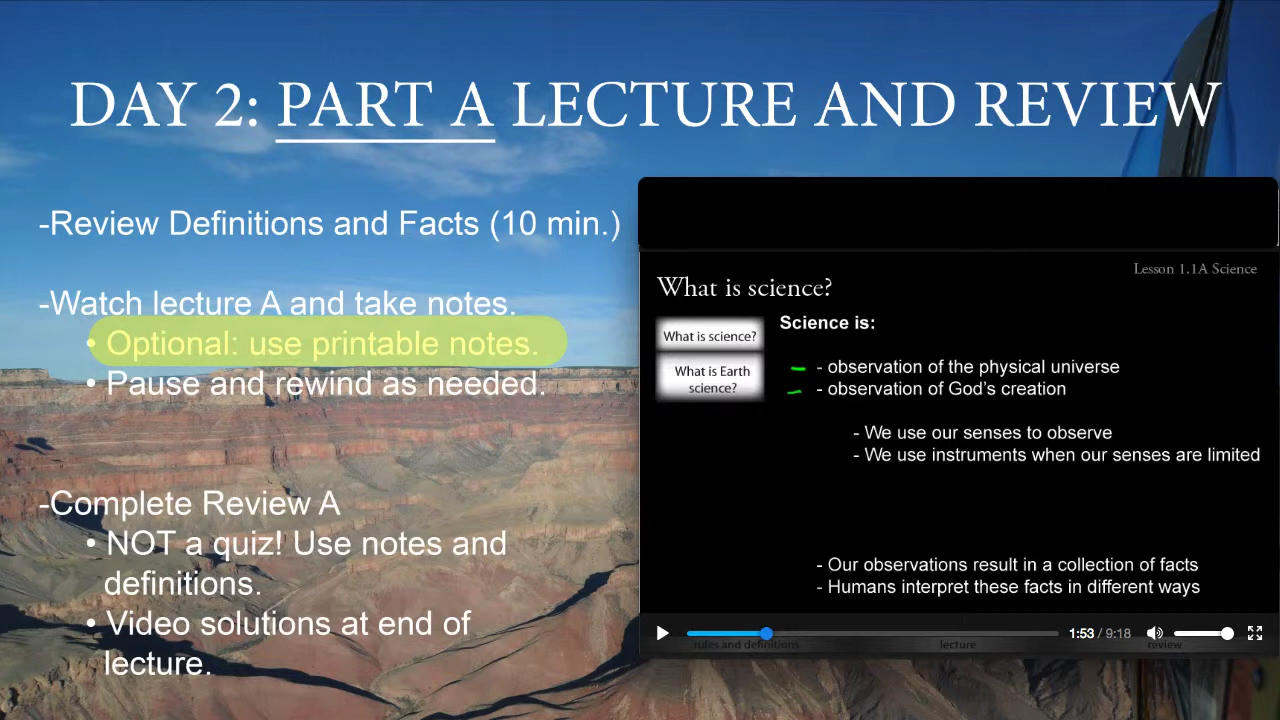 DAY 2: PART A LECTURE AND REVIEW
-Review Definitions and Facts (10 min.)
-Watch lecture A and take notes.
• Optional: use printable notes.
• Pause and rewind as needed.
-Complete Review A
• NOT a quiz! Use notes and
definitions.
• Video solutions at end of
lecture.
Lesson 1.1A Science
What is science?
What is science?
What is Earth
science?
Science is:
- observation of the physical universe
- observation of God's creation
- We use our senses to observe
- We use instruments when our senses are limited
- Our observations result in a collection of facts
- Humans interpret these facts in different ways
1:53 / 9:18
rules and definitions
lecture
review